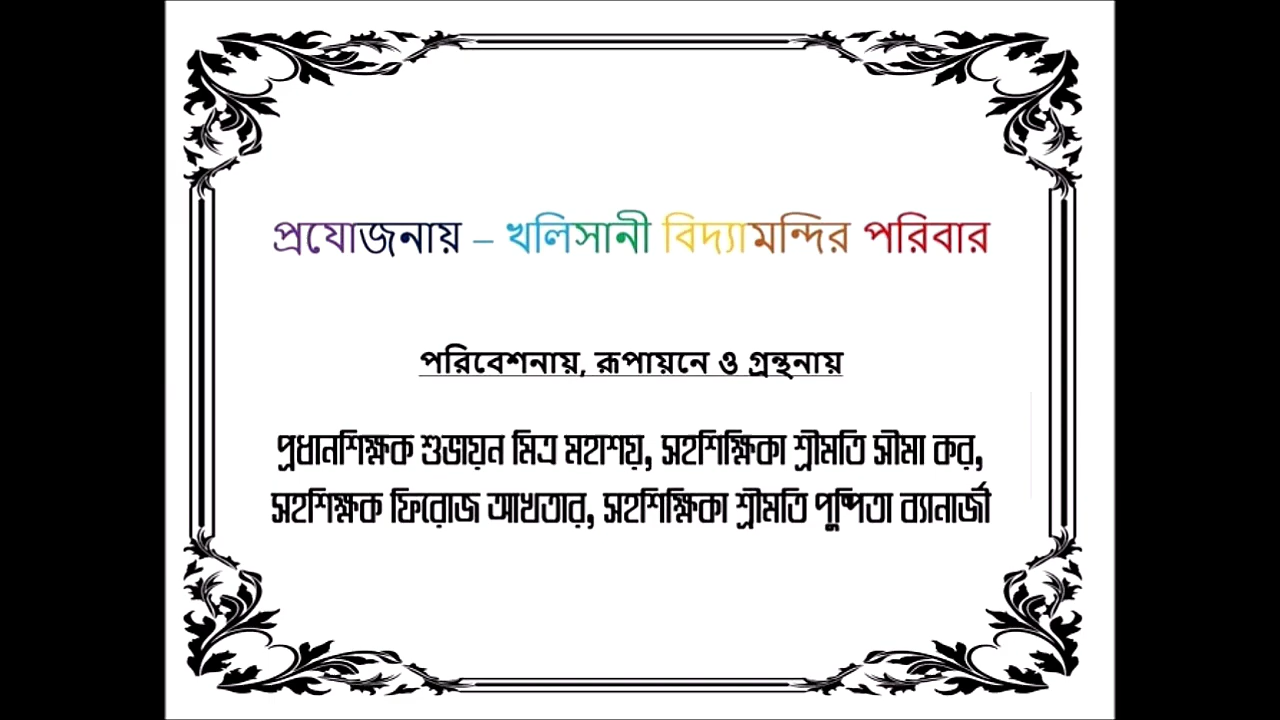 প্রযোজনায় – খলিসানী বিদ্যামন্দির পরিবার
পরিবেশনায়, রূপায়নে ও গ্রন্থনায়
প্রধানশিক্ষক শুভায়ন মিত্র মহাশয়, সহশিক্ষিকা শ্রীমতি সীমা কর,
সহশিক্ষক ফিরোজ আখতার, সহশিক্ষিকা শ্রীমতি পুষ্পিতা ব্যানার্জী